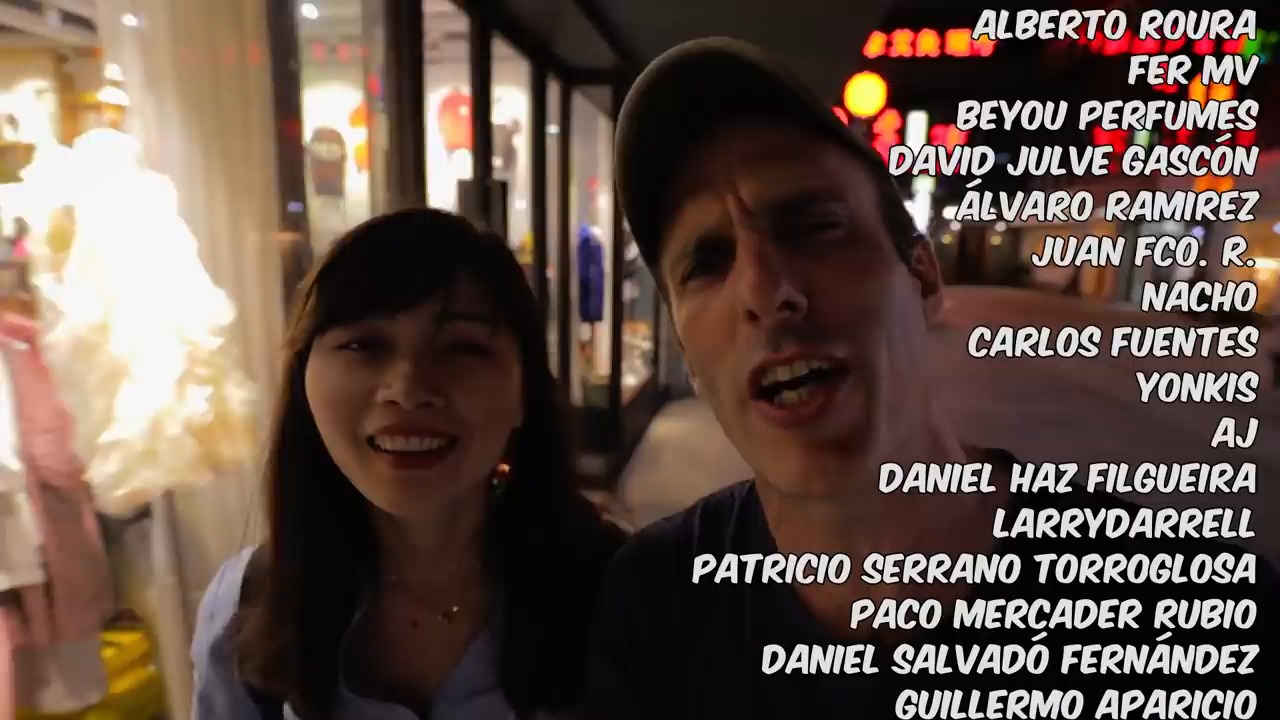 ALBERTO ROURA
FER MV
BEYOU PERFUMES
DAVID JULVE GASCÓN
ÁLVARO RAMIREZ
JUAN FCO. R.
NACHO
CARLOS FUENTES
YONKIS
AJ
DANIEL HAZ FILGUEIRA
LARRYDARRELL
PATRICIO SERRANO TORROGLOSA
PACO MERCADER RUBIO
DANIEL SALVADÓ FERNÁNDEZ
GUILLERMO APARICIO